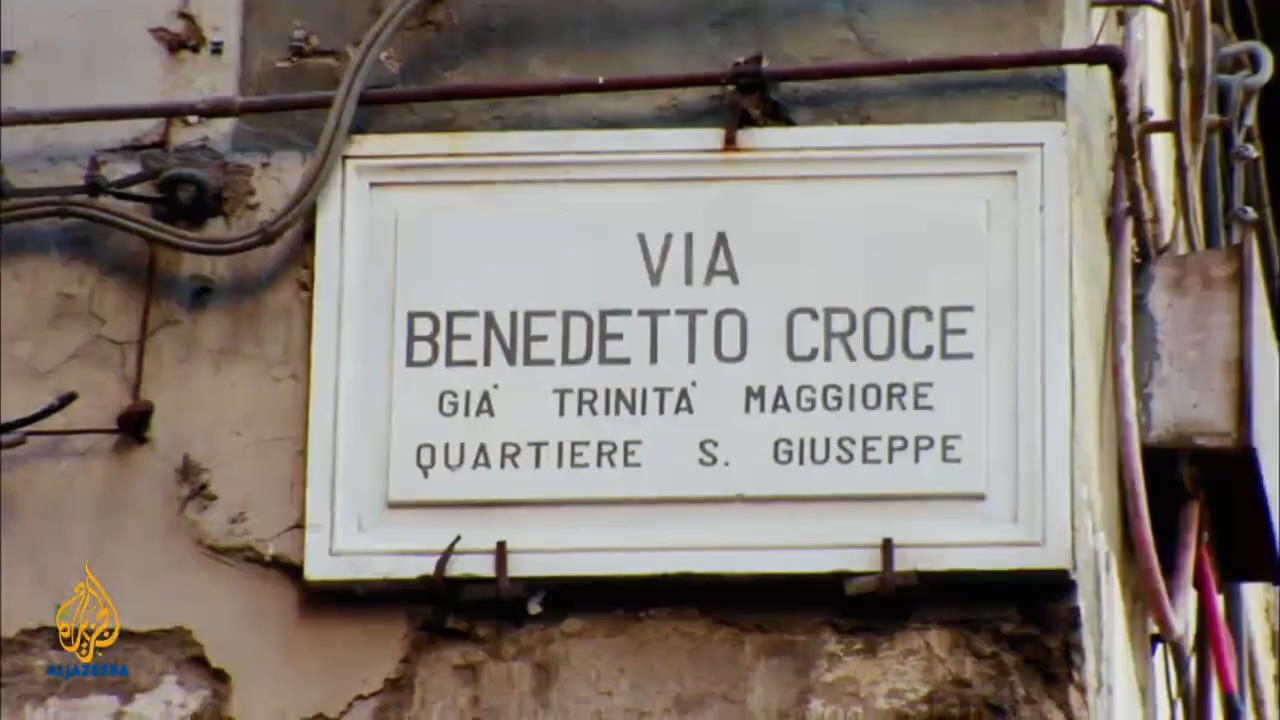 VIA
BENEDETTO CROCE
GIA' TRINITA' MAGGIORE
QUARTIERE S. GIUSEPPE
ALJAZEERA